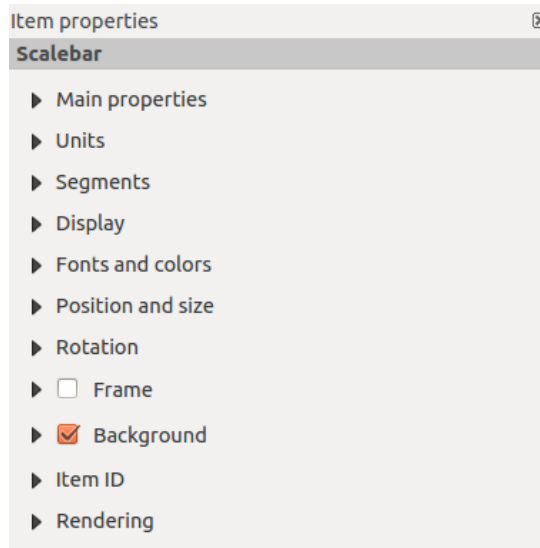 Item properties
Scalebar
Main properties
Units
Segments
Display
Fonts and colors
Position and size
Rotation
Frame
Background
Item ID
Rendering